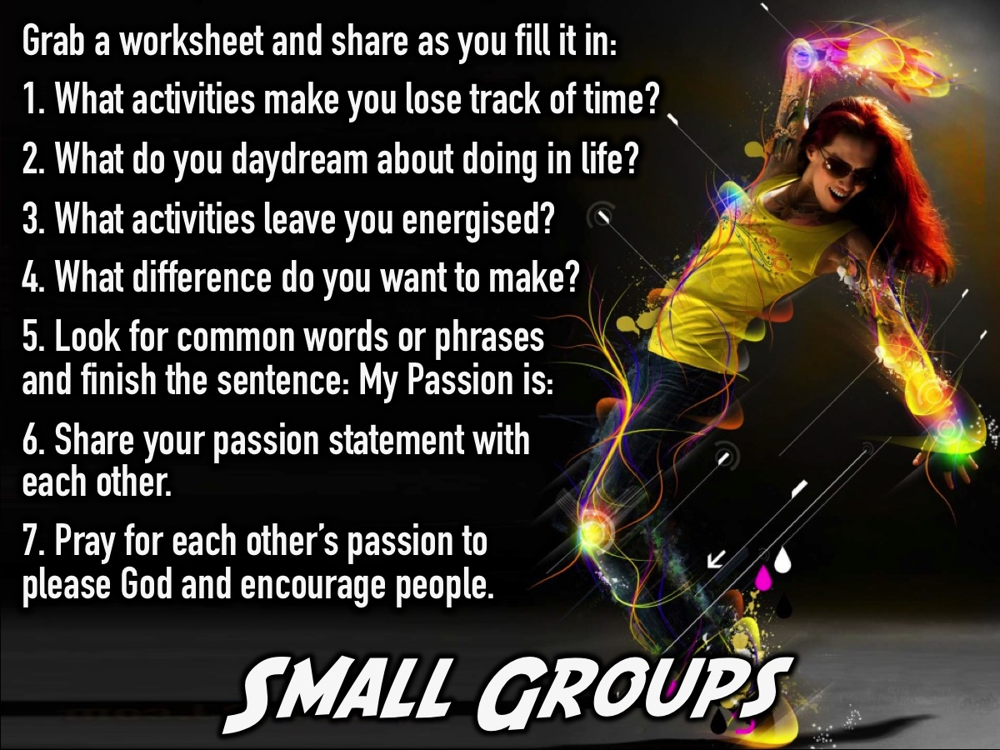 Grab a worksheet and share as you fill it in:
1. What activities make you lose track of time?
2. What do you daydream about doing in life?
3. What activities leave you energised?
4. What difference do you want to make?
5. Look for common words or phrases
and finish the sentence: My Passion is:
6. Share your passion statement with
each other.
7. Pray for each other’s passion to
please God and encourage people.
SMALL GROUPS